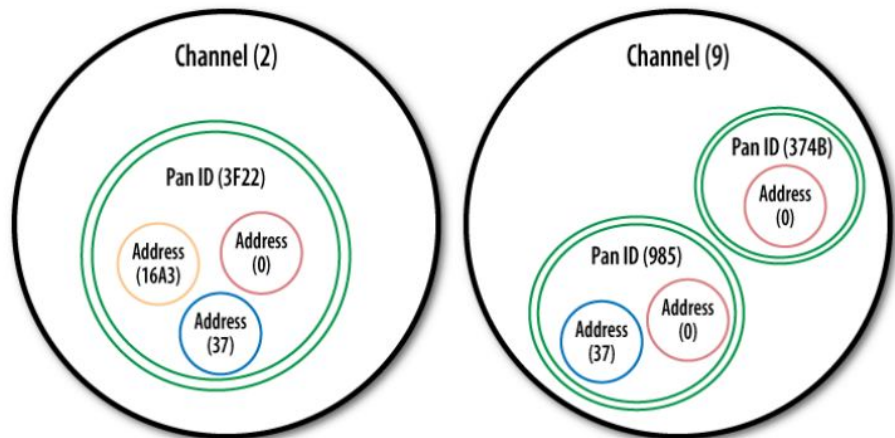 Channel (2)
Pan ID (3F22)
Address
(16A3)
Address
(0)
Address
(37)
Channel (9)
Pan ID (374B)
Address
(0)
Pan ID (985)
Address
(37)
Address
(0)